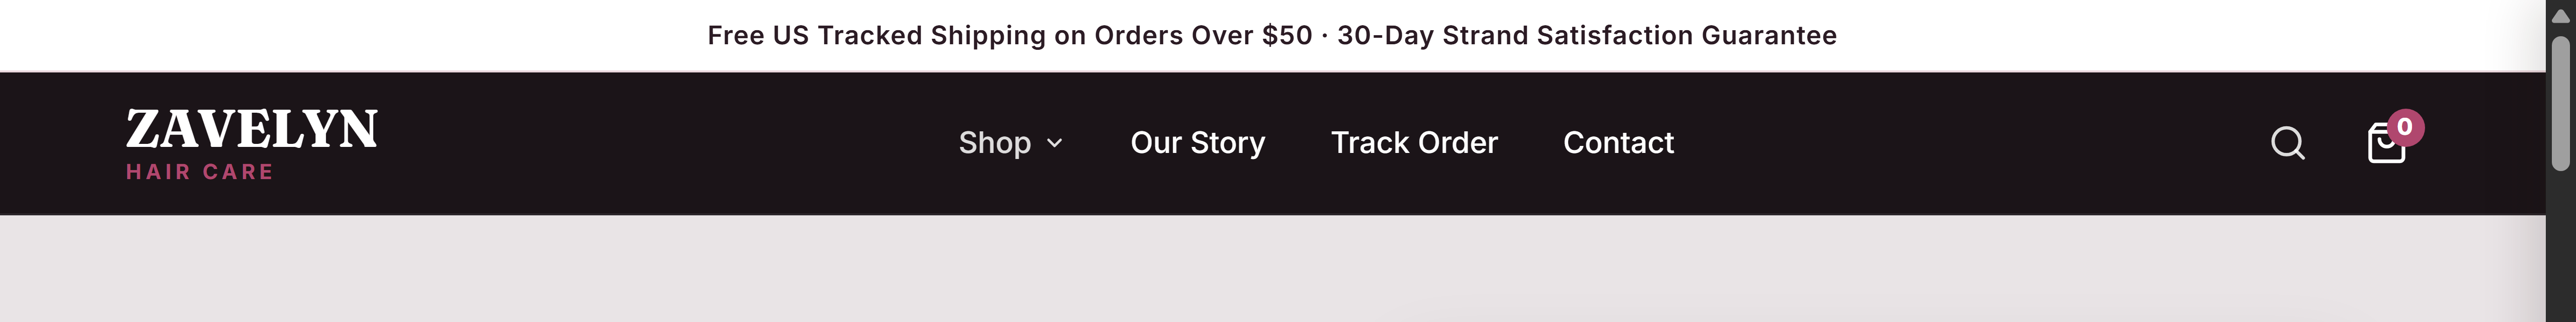 Free US Tracked Shipping on Orders Over $50 · 30-Day Strand Satisfaction Guarantee
ZAVELYN
HAIR CARE
Shop
Our Story
Track Order
Contact
0